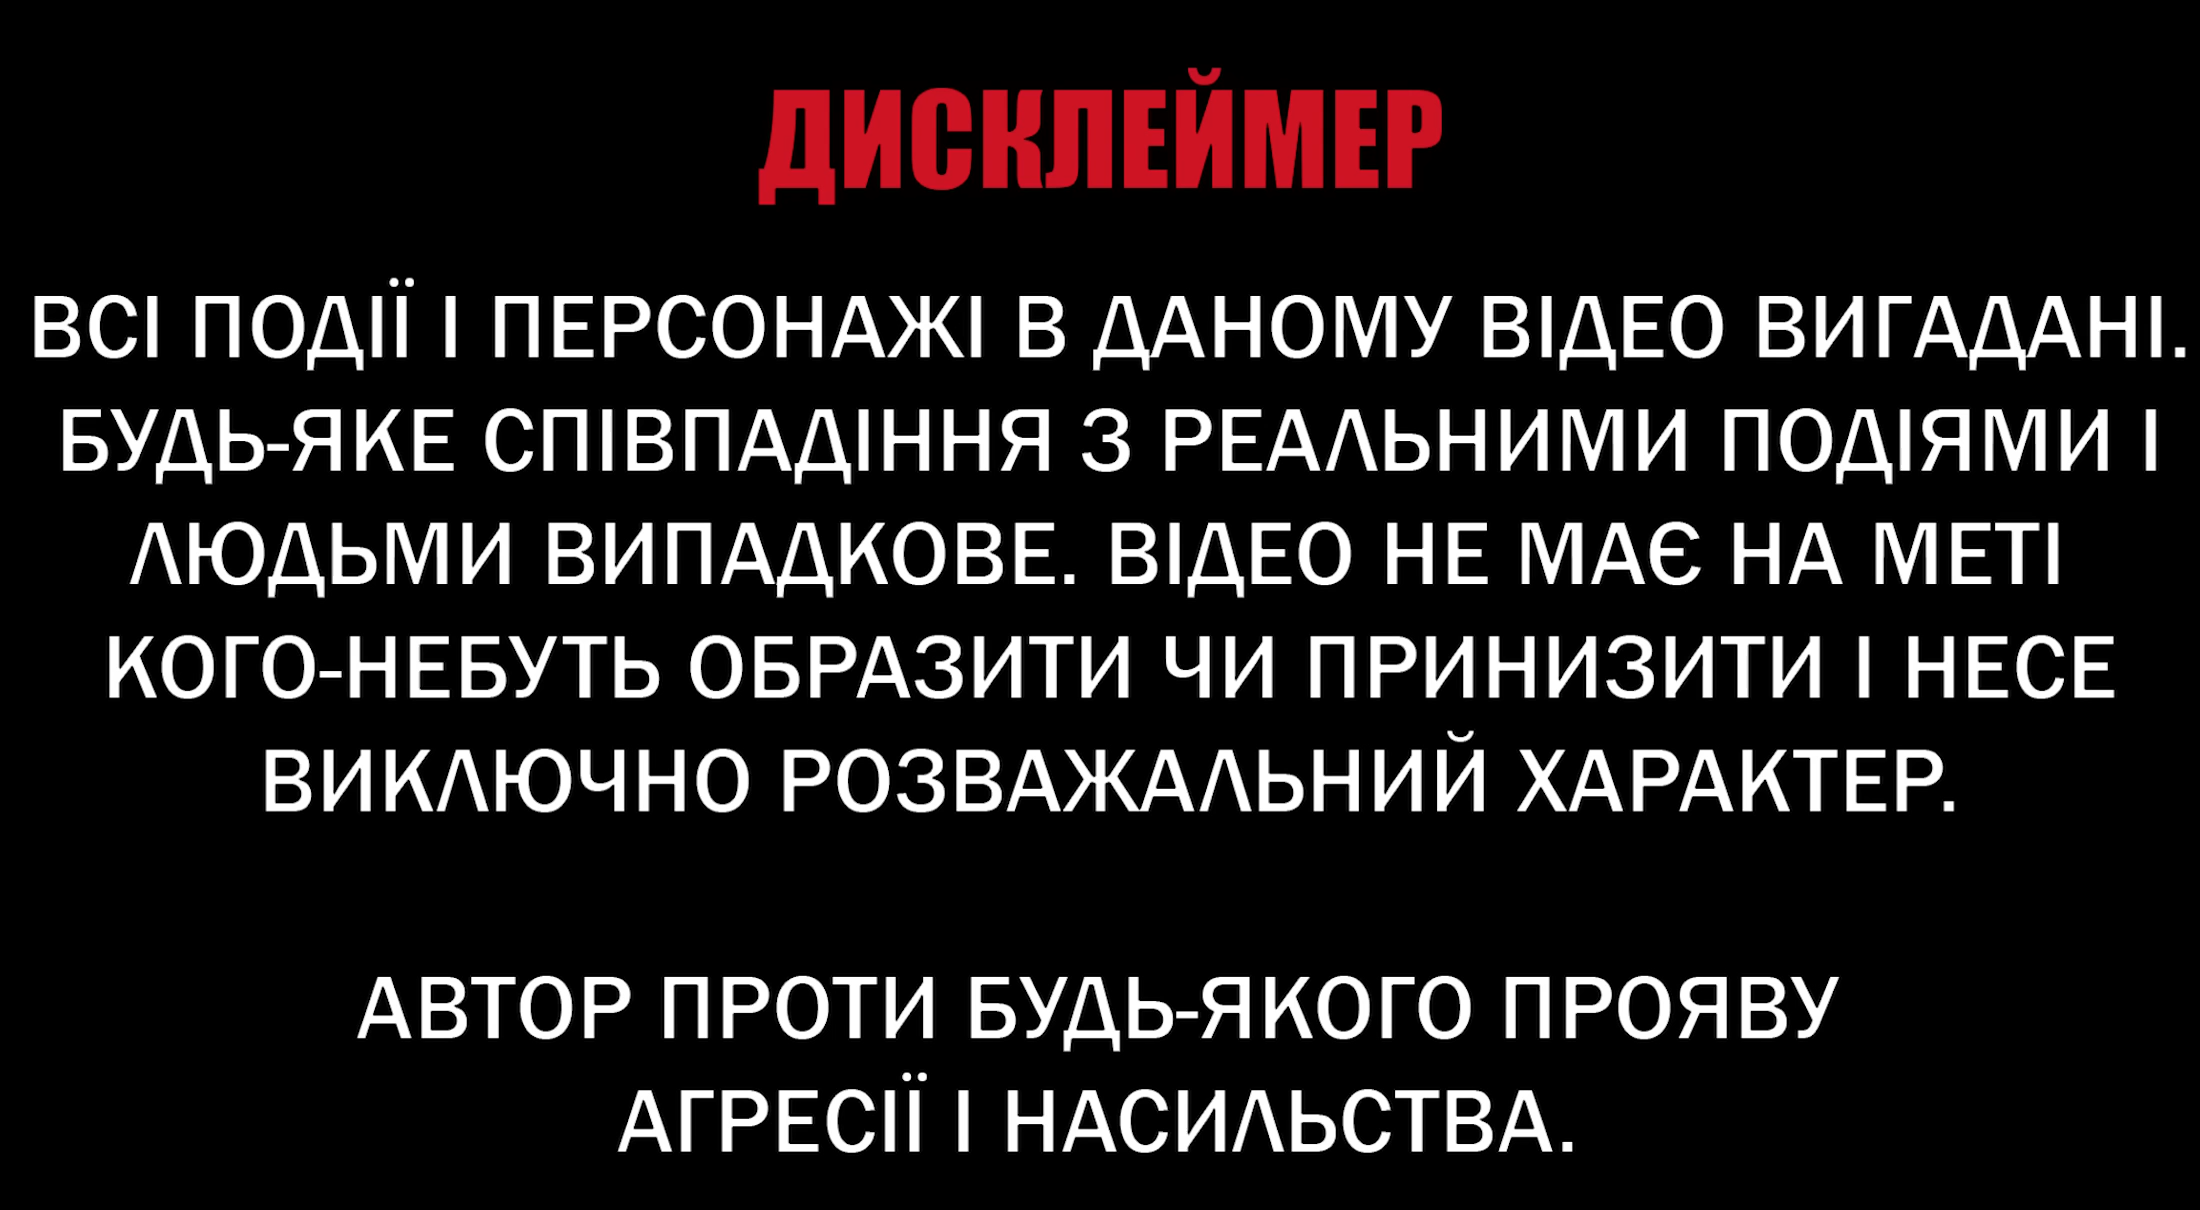 ДИСКЛЕЙМЕР
ВСІ ПОДІЇ І ПЕРСОНАЖІ В ДАНОМУ ВІДЕО ВИГАДАНІ.
БУДЬ-ЯКЕ СПІВПАДІННЯ З РЕАЛЬНИМИ ПОДІЯМИ І
ЛЮДЬМИ ВИПАДКОВЕ. ВІДЕО НЕ МАЄ НА МЕТІ
КОГО-НЕБУТЬ ОБРАЗИТИ ЧИ ПРИНИЗИТИ І НЕСЕ
ВИКЛЮЧНО РОЗВАЖАЛЬНИЙ ХАРАКТЕР.
АВТОР ПРОТИ БУДЬ-ЯКОГО ПРОЯВУ
АГРЕСІЇ І НАСИЛЬСТВА.